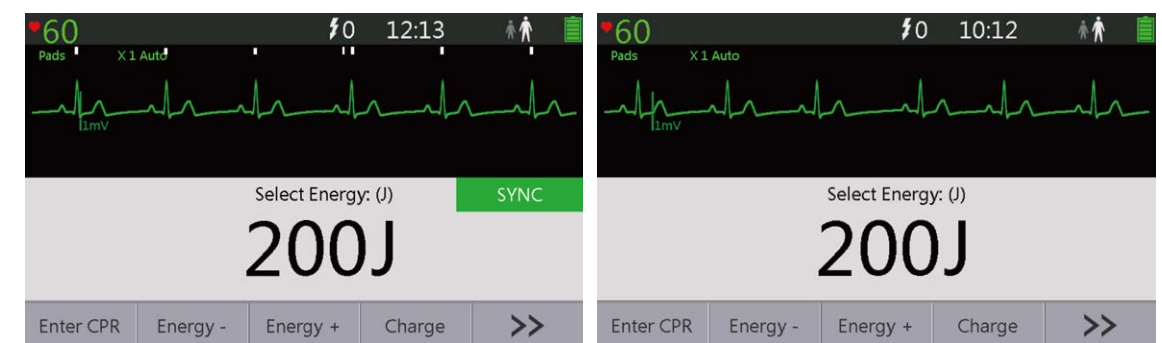 60 0 12:13
Pads X 1 Auto
1mV
Select Energy: (J) SYNC
200J
Enter CPR Energy - Energy + Charge >>
60 0 10:12
Pads X 1 Auto
1mV
Select Energy: (J)
200J
Enter CPR Energy - Energy + Charge >>